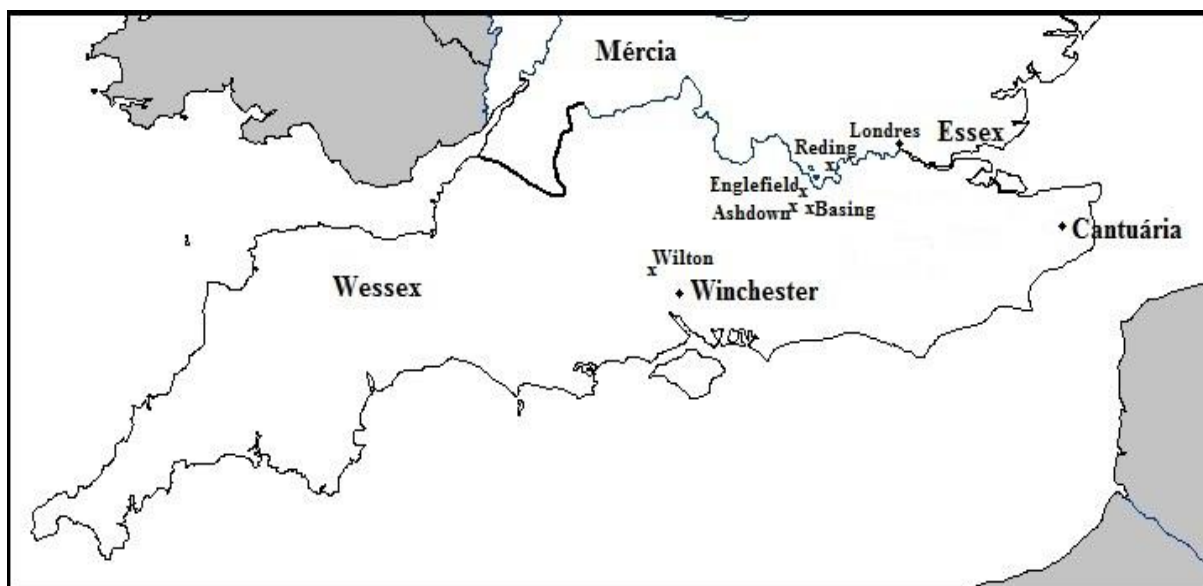 Mércia
Londres
Essex
Reding
Englefield
Ashdown
Basing
Cantuária
Wilton
Wessex
Winchester